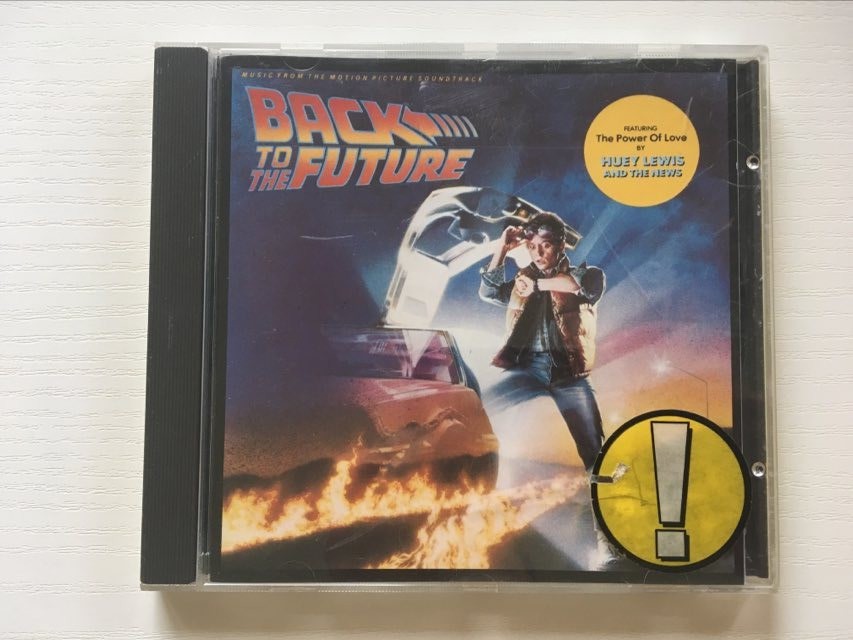 MUSIC FROM THE MOTION PICTURE SOUNDTRACK
BACK
TO
THE FUTURE
FEATURING
The Power Of Love
BY
HUEY LEWIS
AND THE NEWS
!